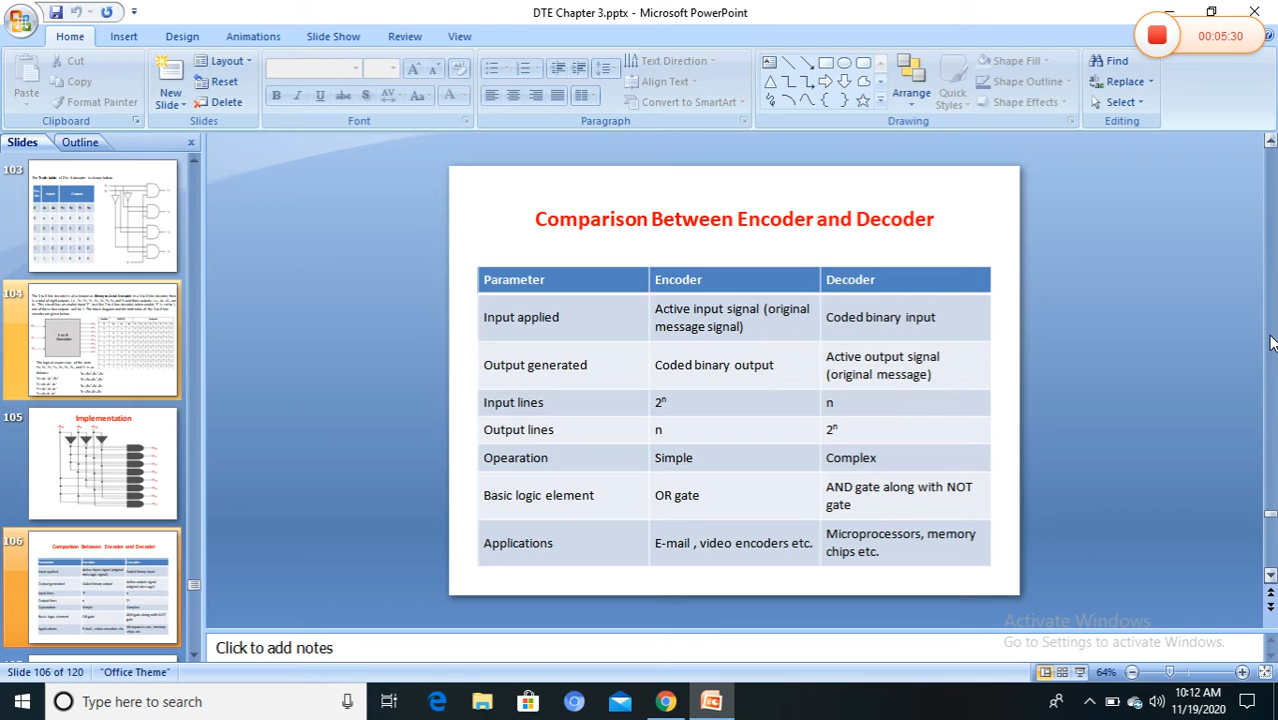 DTE Chapter 3.pptx - Microsoft PowerPoint
00:05:30
Home Insert Design Animations Slide Show Review View
Paste
Cut
Copy
Format Painter
Clipboard
New
Slide
Layout
Reset
Delete
Slides
Font
Text Direction
Align Text
Convert to SmartArt
Paragraph
Arrange
Quick
Styles
Shape Fill
Shape Outline
Shape Effects
Drawing
Find
Replace
Select
Editing
Slides Outline
103
104
105
Implementation
106
Comparison Between Encoder and Decoder
Comparison Between Encoder and Decoder
Parameter Encoder Decoder
Input applied Active input signal (original message signal) Coded binary input
Output generated Coded binary output Active output signal (original message)
Input lines 2ⁿ n
Output lines n 2ⁿ
Opearation Simple Complex
Basic logic element OR gate AND gate along with NOT gate
Applications E-mail , video encoders etc. Microprocessors, memory chips etc.
Activate Windows
Go to Settings to activate Windows.
Click to add notes
Slide 106 of 120 "Office Theme" 64%
Type here to search
10:12 AM
11/19/2020